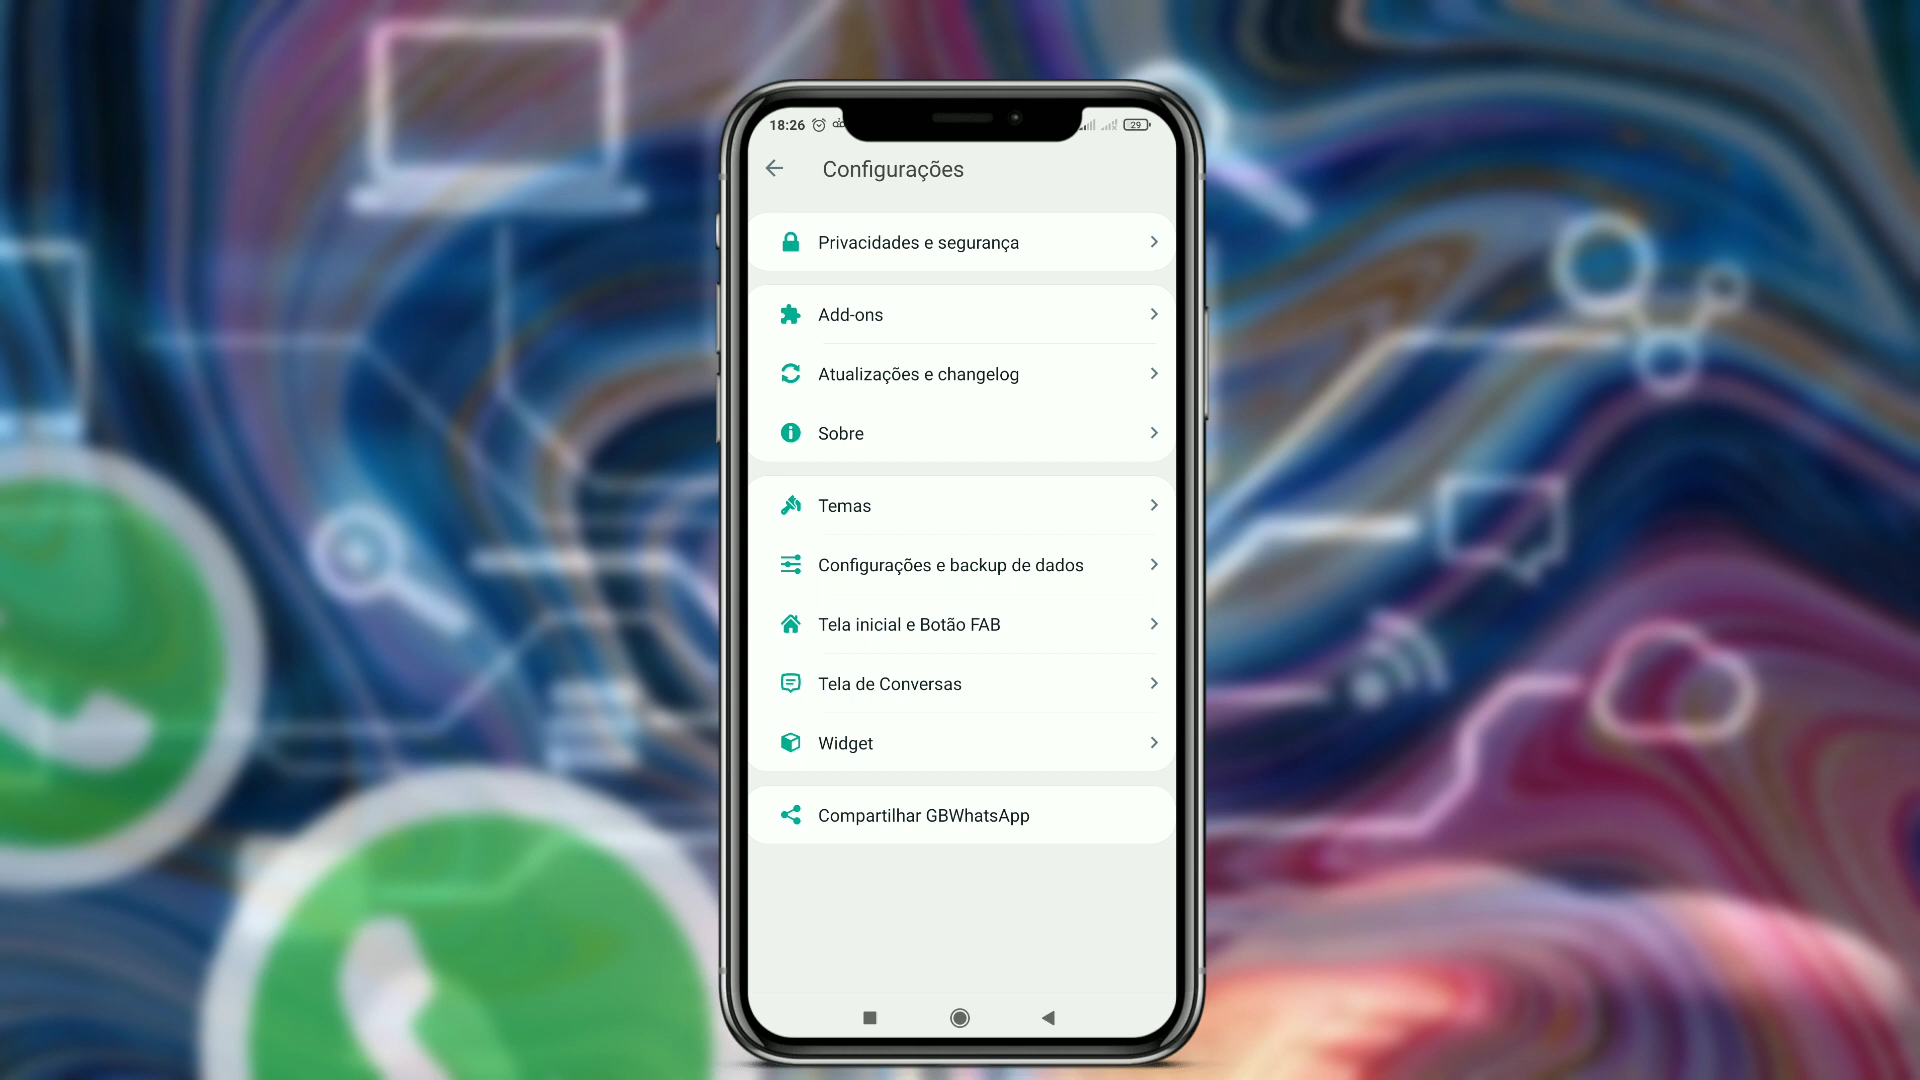 18:26
29
Configurações
Privacidades e segurança
Add-ons
Atualizações e changelog
Sobre
Temas
Configurações e backup de dados
Tela inicial e Botão FAB
Tela de Conversas
Widget
Compartilhar GBWhatsApp